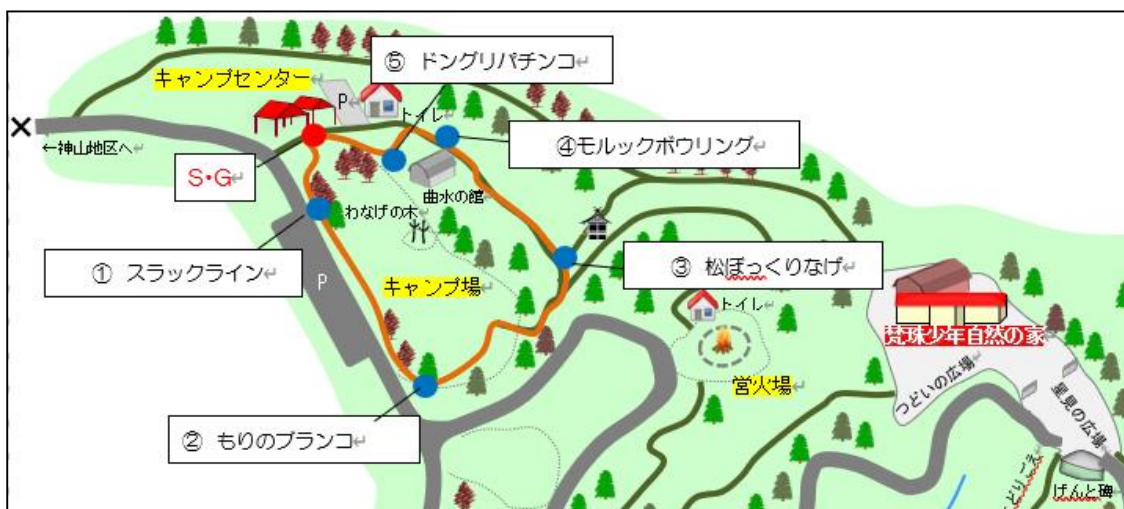 ⑤ ドングリパチンコ
キャンプセンター
P
トイレ
④モルックボウリング
←神山地区へ
S・G
曲水の館
わなげの木
① スラックライン
P
キャンプ場
③ 松ぼっくりなげ
トイレ
梵珠少年自然の家
つどいの広場
営火場
星見の広場
② もりのブランコ
げんと碑